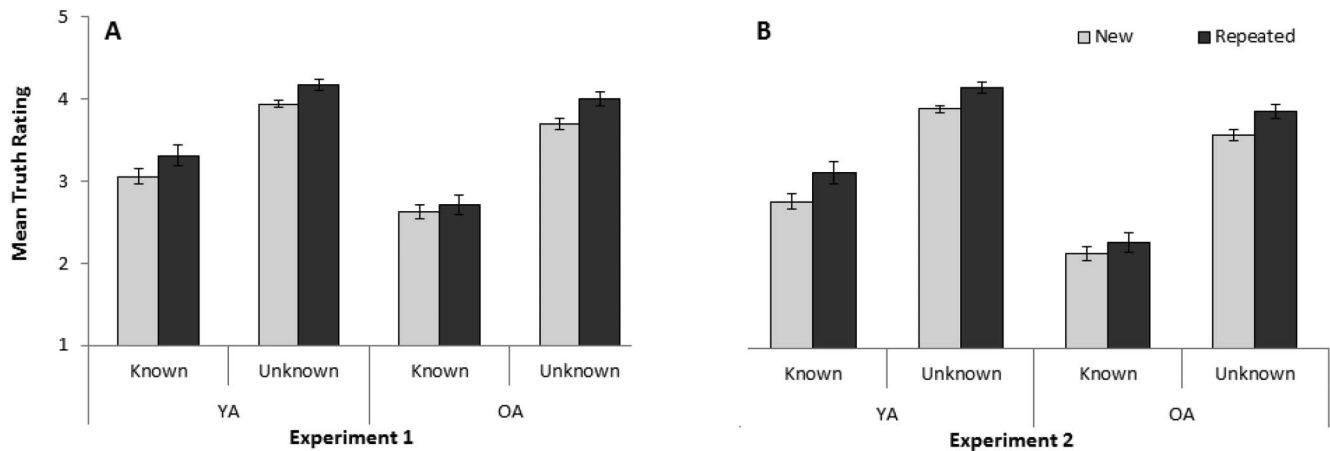 A
B
New Repeated
Mean Truth Rating
5
4
3
2
1
Known Unknown Known Unknown
YA OA
Experiment 1
Known Unknown Known Unknown
YA OA
Experiment 2